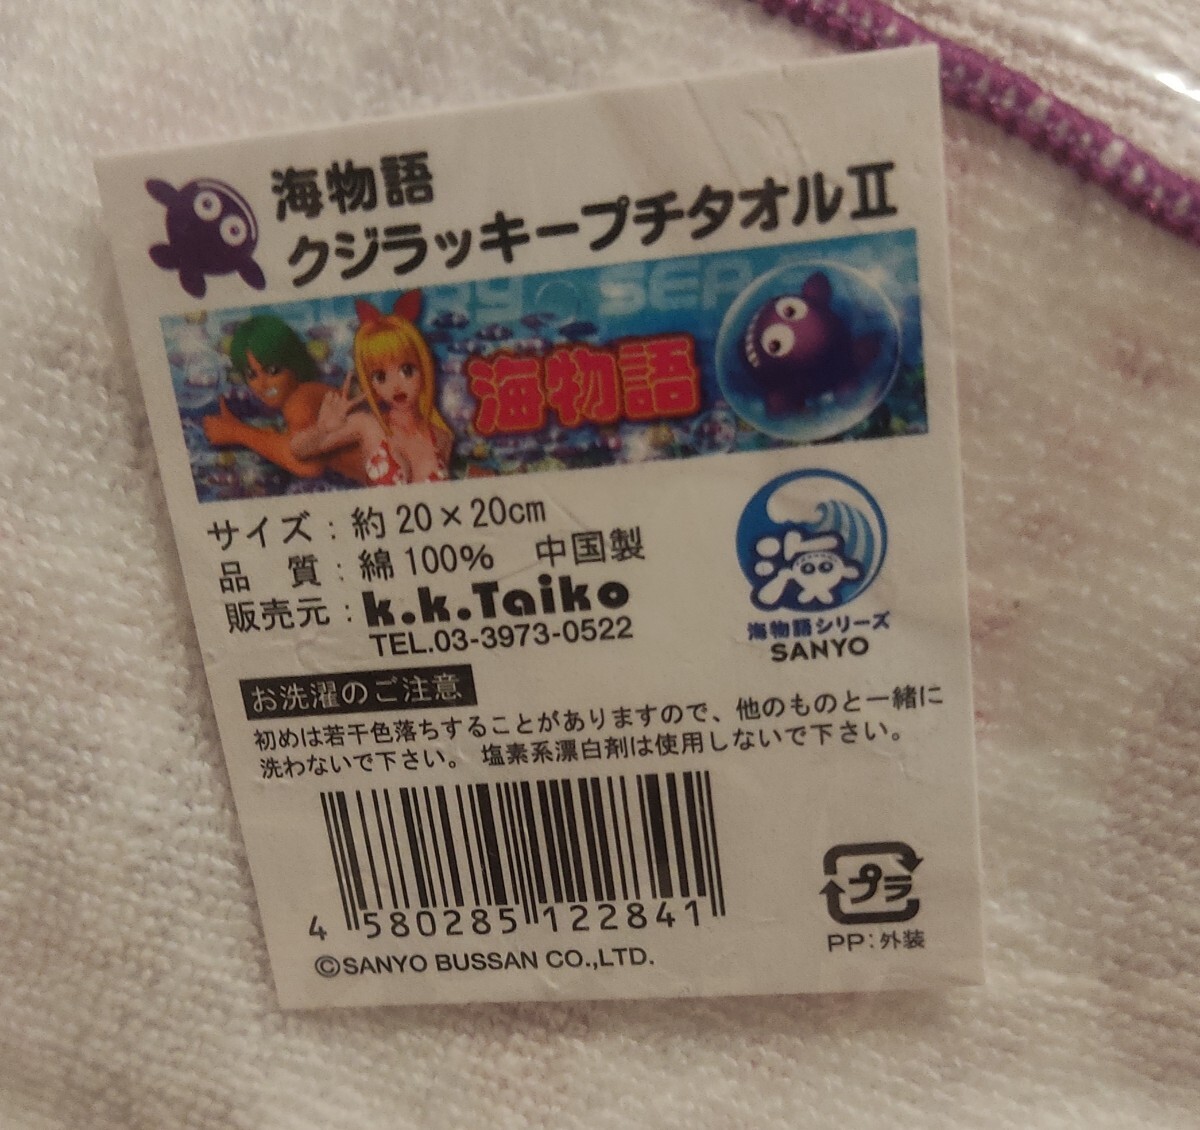 海物語
クジラッキープチタオルⅡ
海物語
サイズ：約20×20cm
品　質：綿100%　中国製
販売元：k.k.Taiko
TEL.03-3973-0522
海
海物語シリーズ
SANYO
お洗濯のご注意
初めは若干色落ちすることがありますので、他のものと一緒に
洗わないで下さい。 塩素系漂白剤は使用しないで下さい。
4 580285 122841
©SANYO BUSSAN CO.,LTD.
プラ
PP:外装